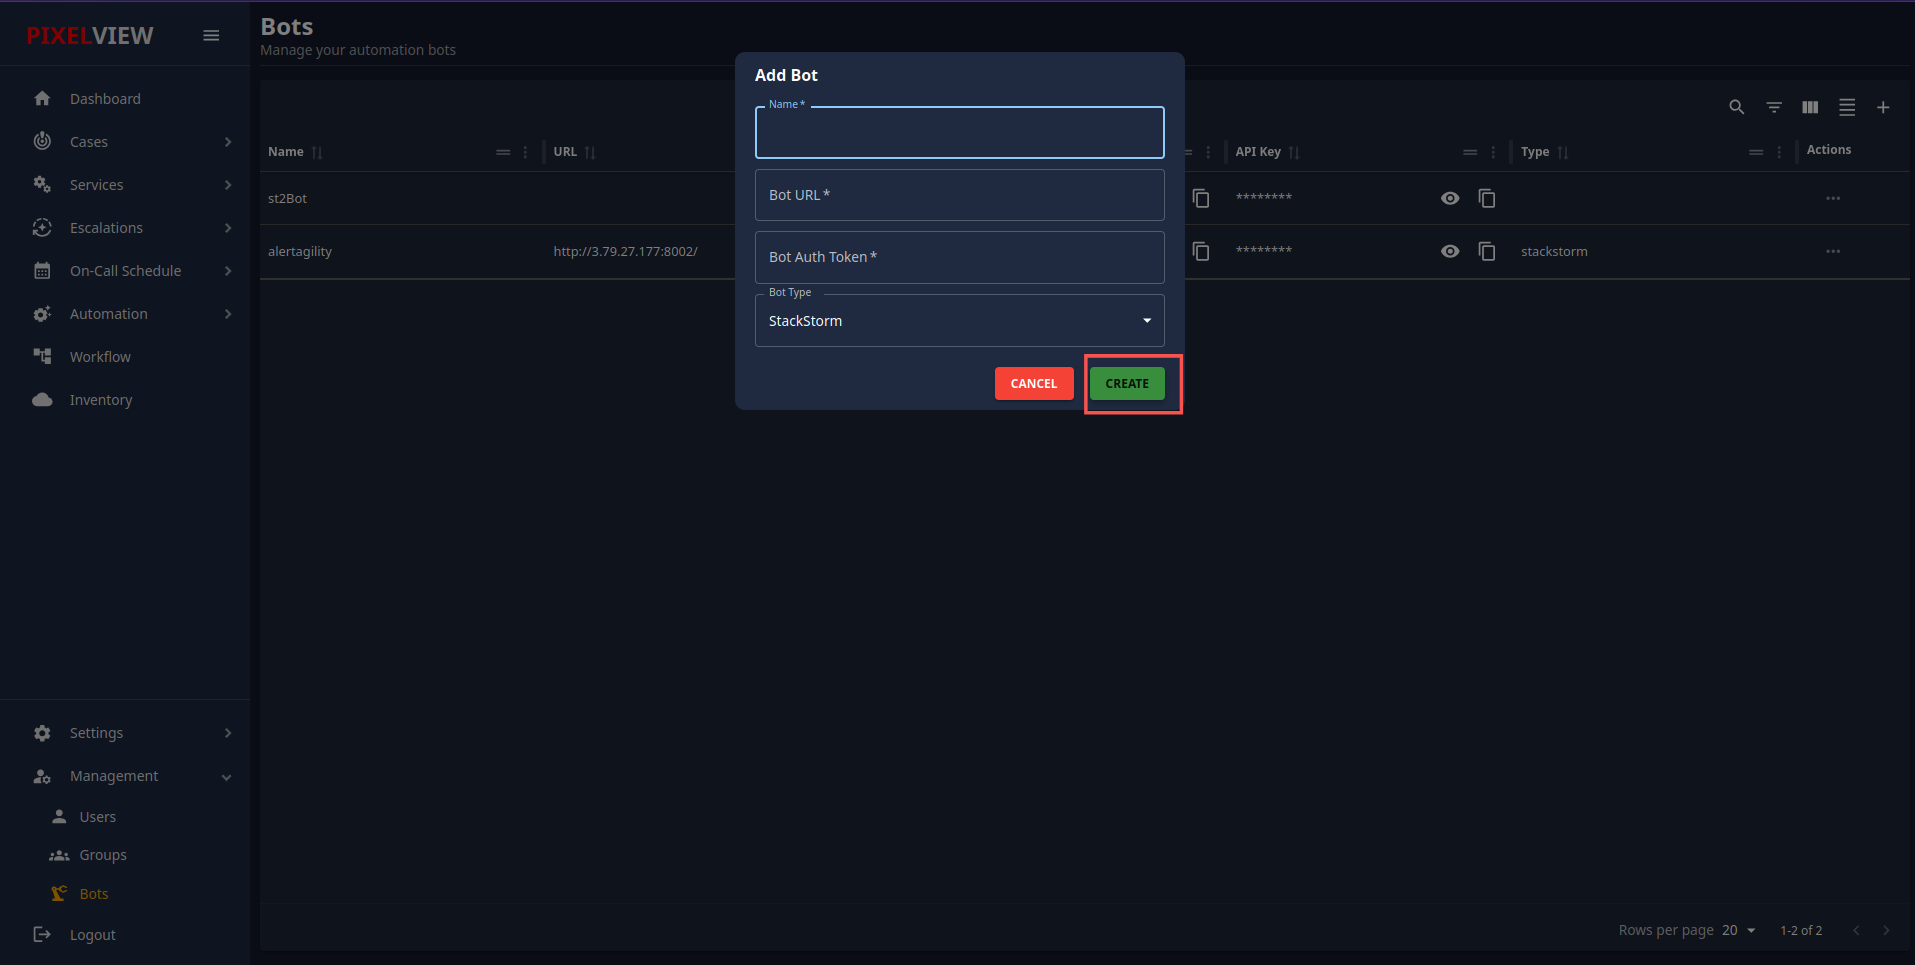 PIXELVIEW
Dashboard
Cases
Services
Escalations
On-Call Schedule
Automation
Workflow
Inventory
Settings
Management
Users
Groups
Bots
Logout
Bots
Manage your automation bots
Name URL API Key Type Actions
st2Bot ********
alertagility http://3.79.27.177:8002/ ******** stackstorm
Add Bot
Name *
Bot URL *
Bot Auth Token *
Bot Type
StackStorm
CANCEL CREATE
Rows per page 20 1-2 of 2